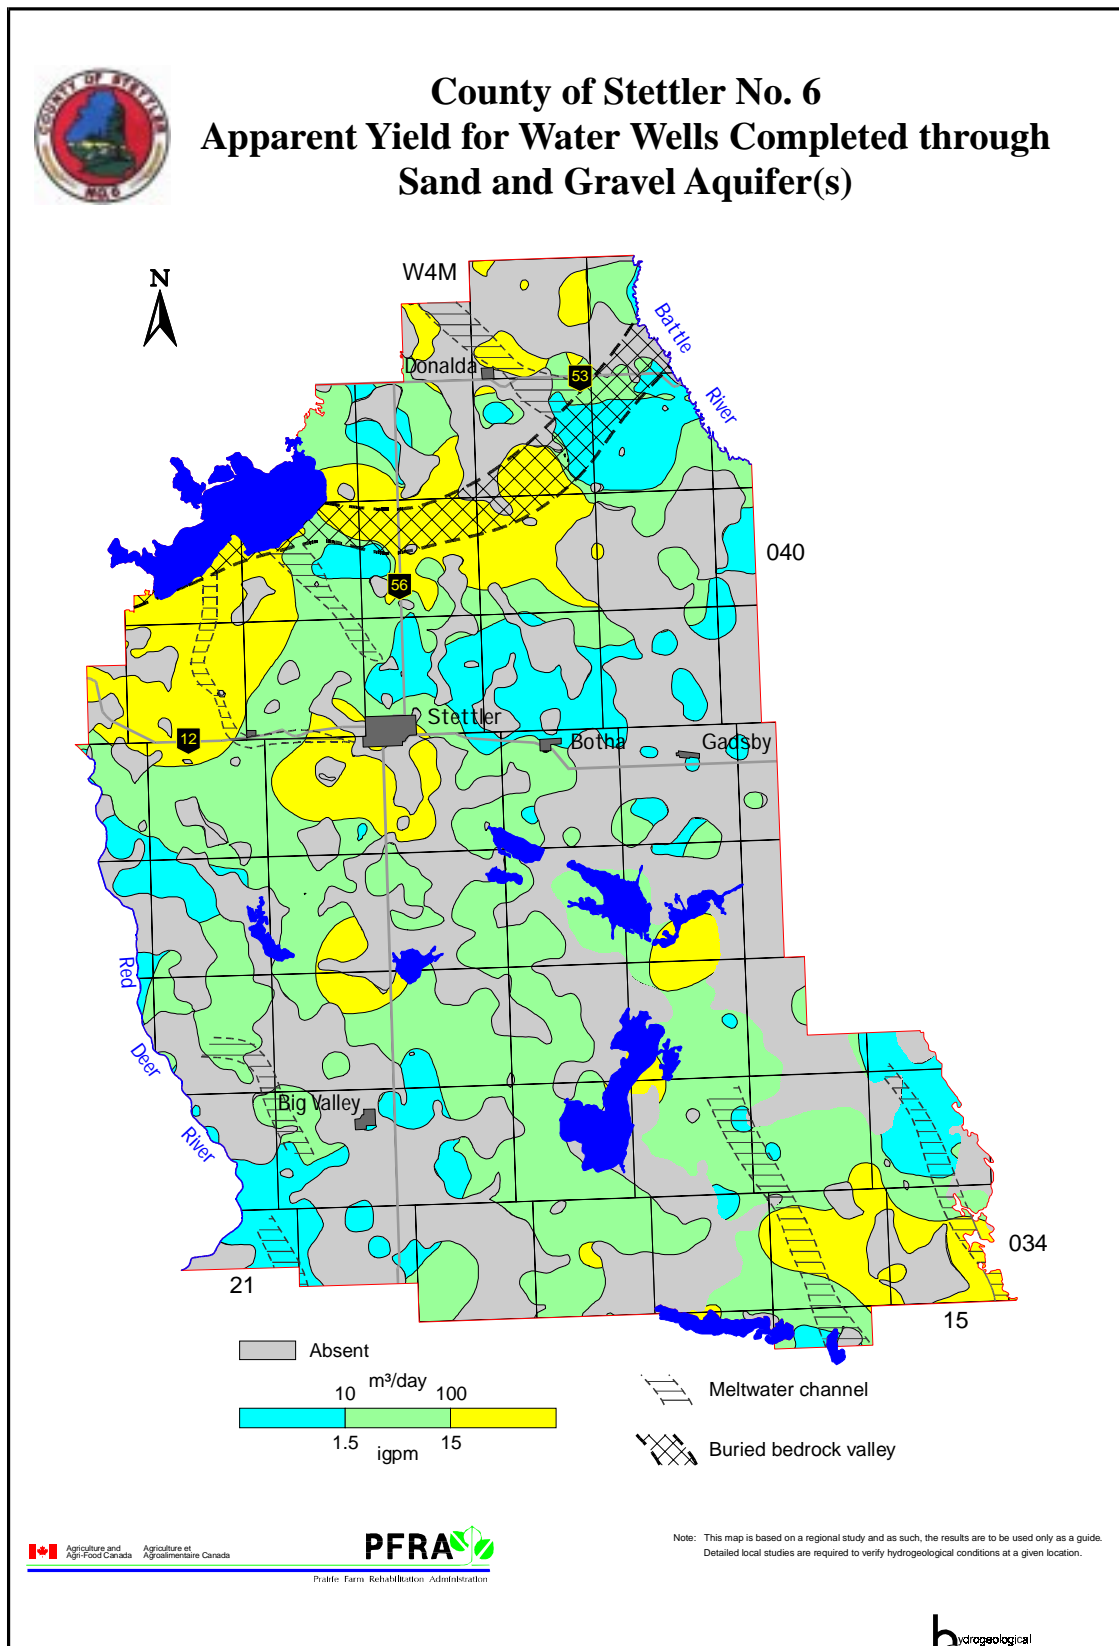 COUNTY OF STETTLER
NO. 6
County of Stettler No. 6
Apparent Yield for Water Wells Completed through
Sand and Gravel Aquifer(s)
W4M
N
Battle
River
Donalda
53
040
56
Stettler
12
Botha
Gadsby
Red
Deer
River
Big Valley
034
21
15
Absent
m³/day
10 100
1.5 15
igpm
Meltwater channel
Buried bedrock valley
Agriculture and
Agri-Food Canada
Agriculture et
Agroalimentaire Canada
PFRA
Prairie Farm Rehabilitation Administration
Note: This map is based on a regional study and as such, the results are to be used only as a guide.
Detailed local studies are required to verify hydrogeological conditions at a given location.
hydrogeological